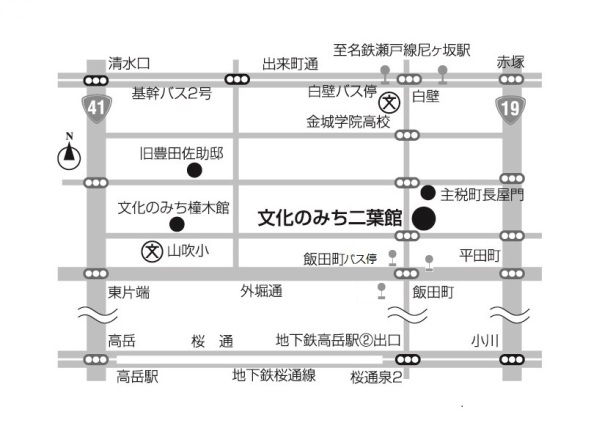 至名鉄瀬戸線尼ヶ坂駅
清水口
出来町通
赤塚
基幹バス2号
白壁バス停
白壁
文
41
19
金城学院高校
N
旧豊田佐助邸
主税町長屋門
文化のみち橦木館
文化のみち二葉館
文
山吹小
飯田町バス停
平田町
東片端
外堀通
飯田町
高岳
桜通
地下鉄高岳駅②出口
小川
高岳駅
地下鉄桜通線
桜通泉2